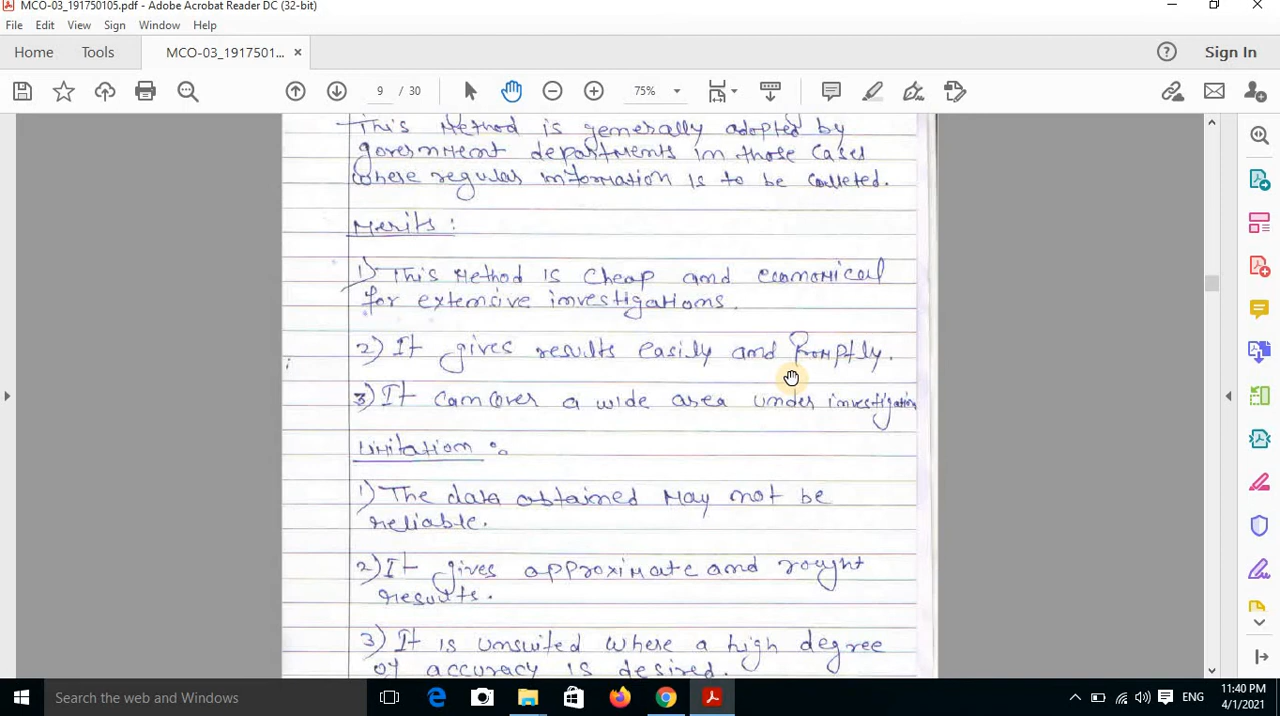 MCO-03_191750105.pdf - Adobe Acrobat Reader DC (32-bit)
File Edit View Sign Window Help
Home Tools MCO-03_1917501... × Sign In
9 / 30 75%
This Method is generally adopted by
government departments in those Cases
where regular information is to be Colleted.
Merits :
1) This Method is Cheap and economical
for extensive investigations.
2) It gives results easily and Promptly.
3) It can Cover a wide area under investigation
Limitation :
1) The data obtained May not be
reliable.
2) It gives approximate and rought
results.
3) It is unsuited where a high degree
of accuracy is desired.
Search the web and Windows
ENG
11:40 PM
4/1/2021